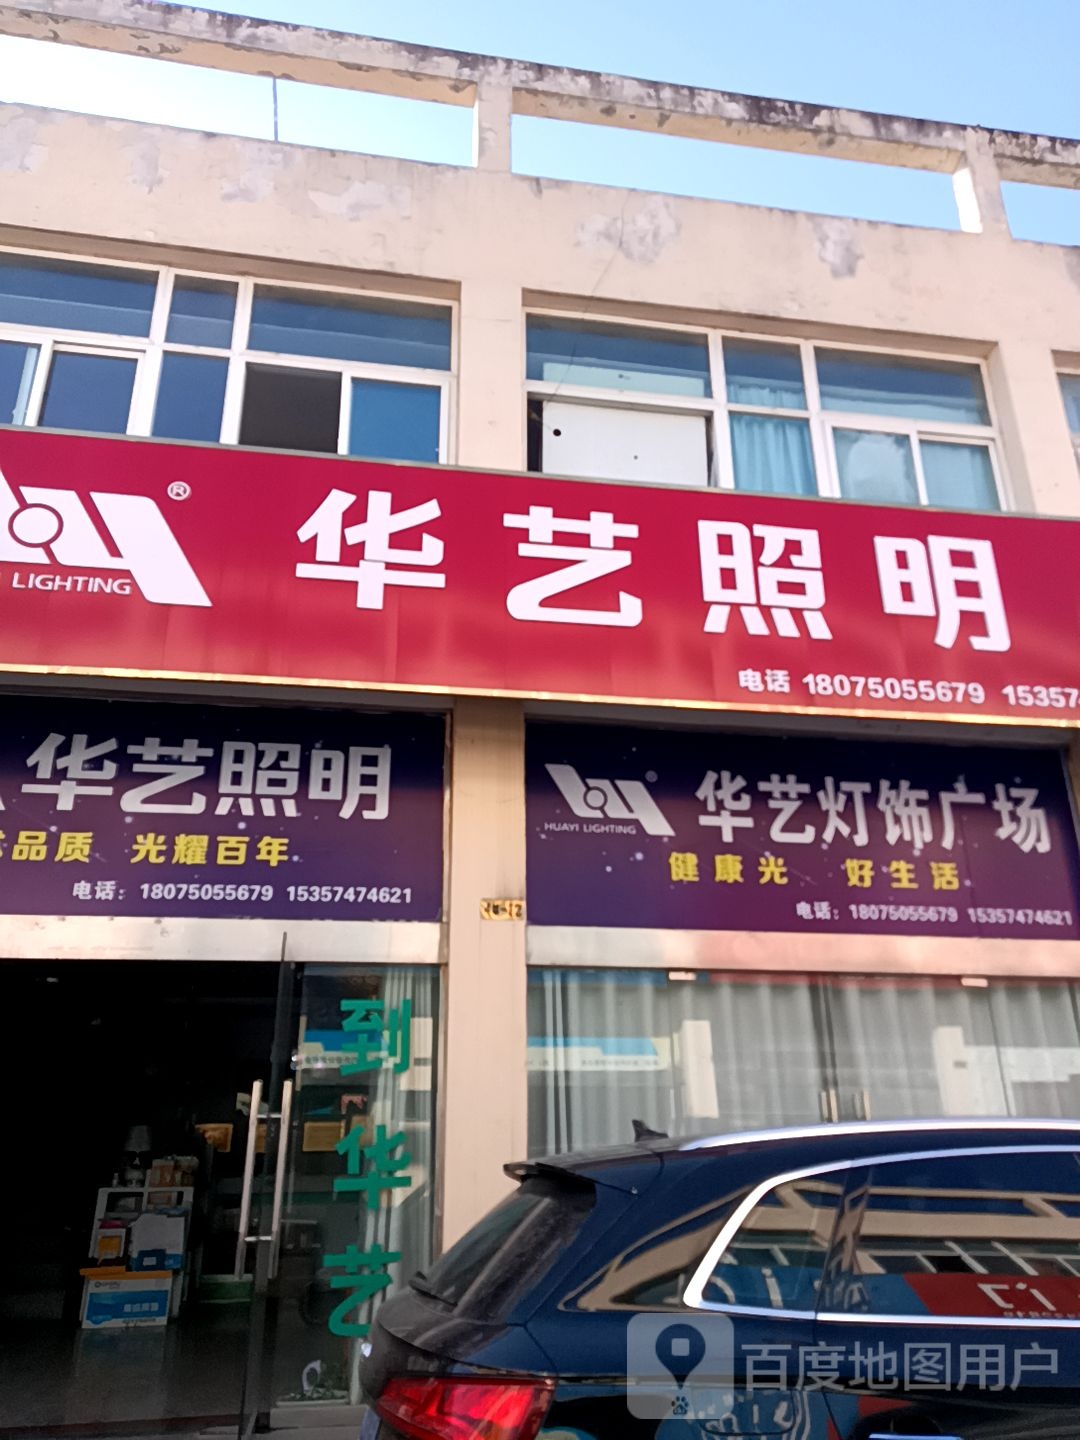 ®
LIGHTING
华艺照明
电话 18075055679 15357
华艺照明
品质 光耀百年
电话：18075055679 15357474621
®
HUAYI LIGHTING
华艺灯饰广场
健康光 好生活
电话：18075055679 15357474621
到
华
艺
百度地图用户